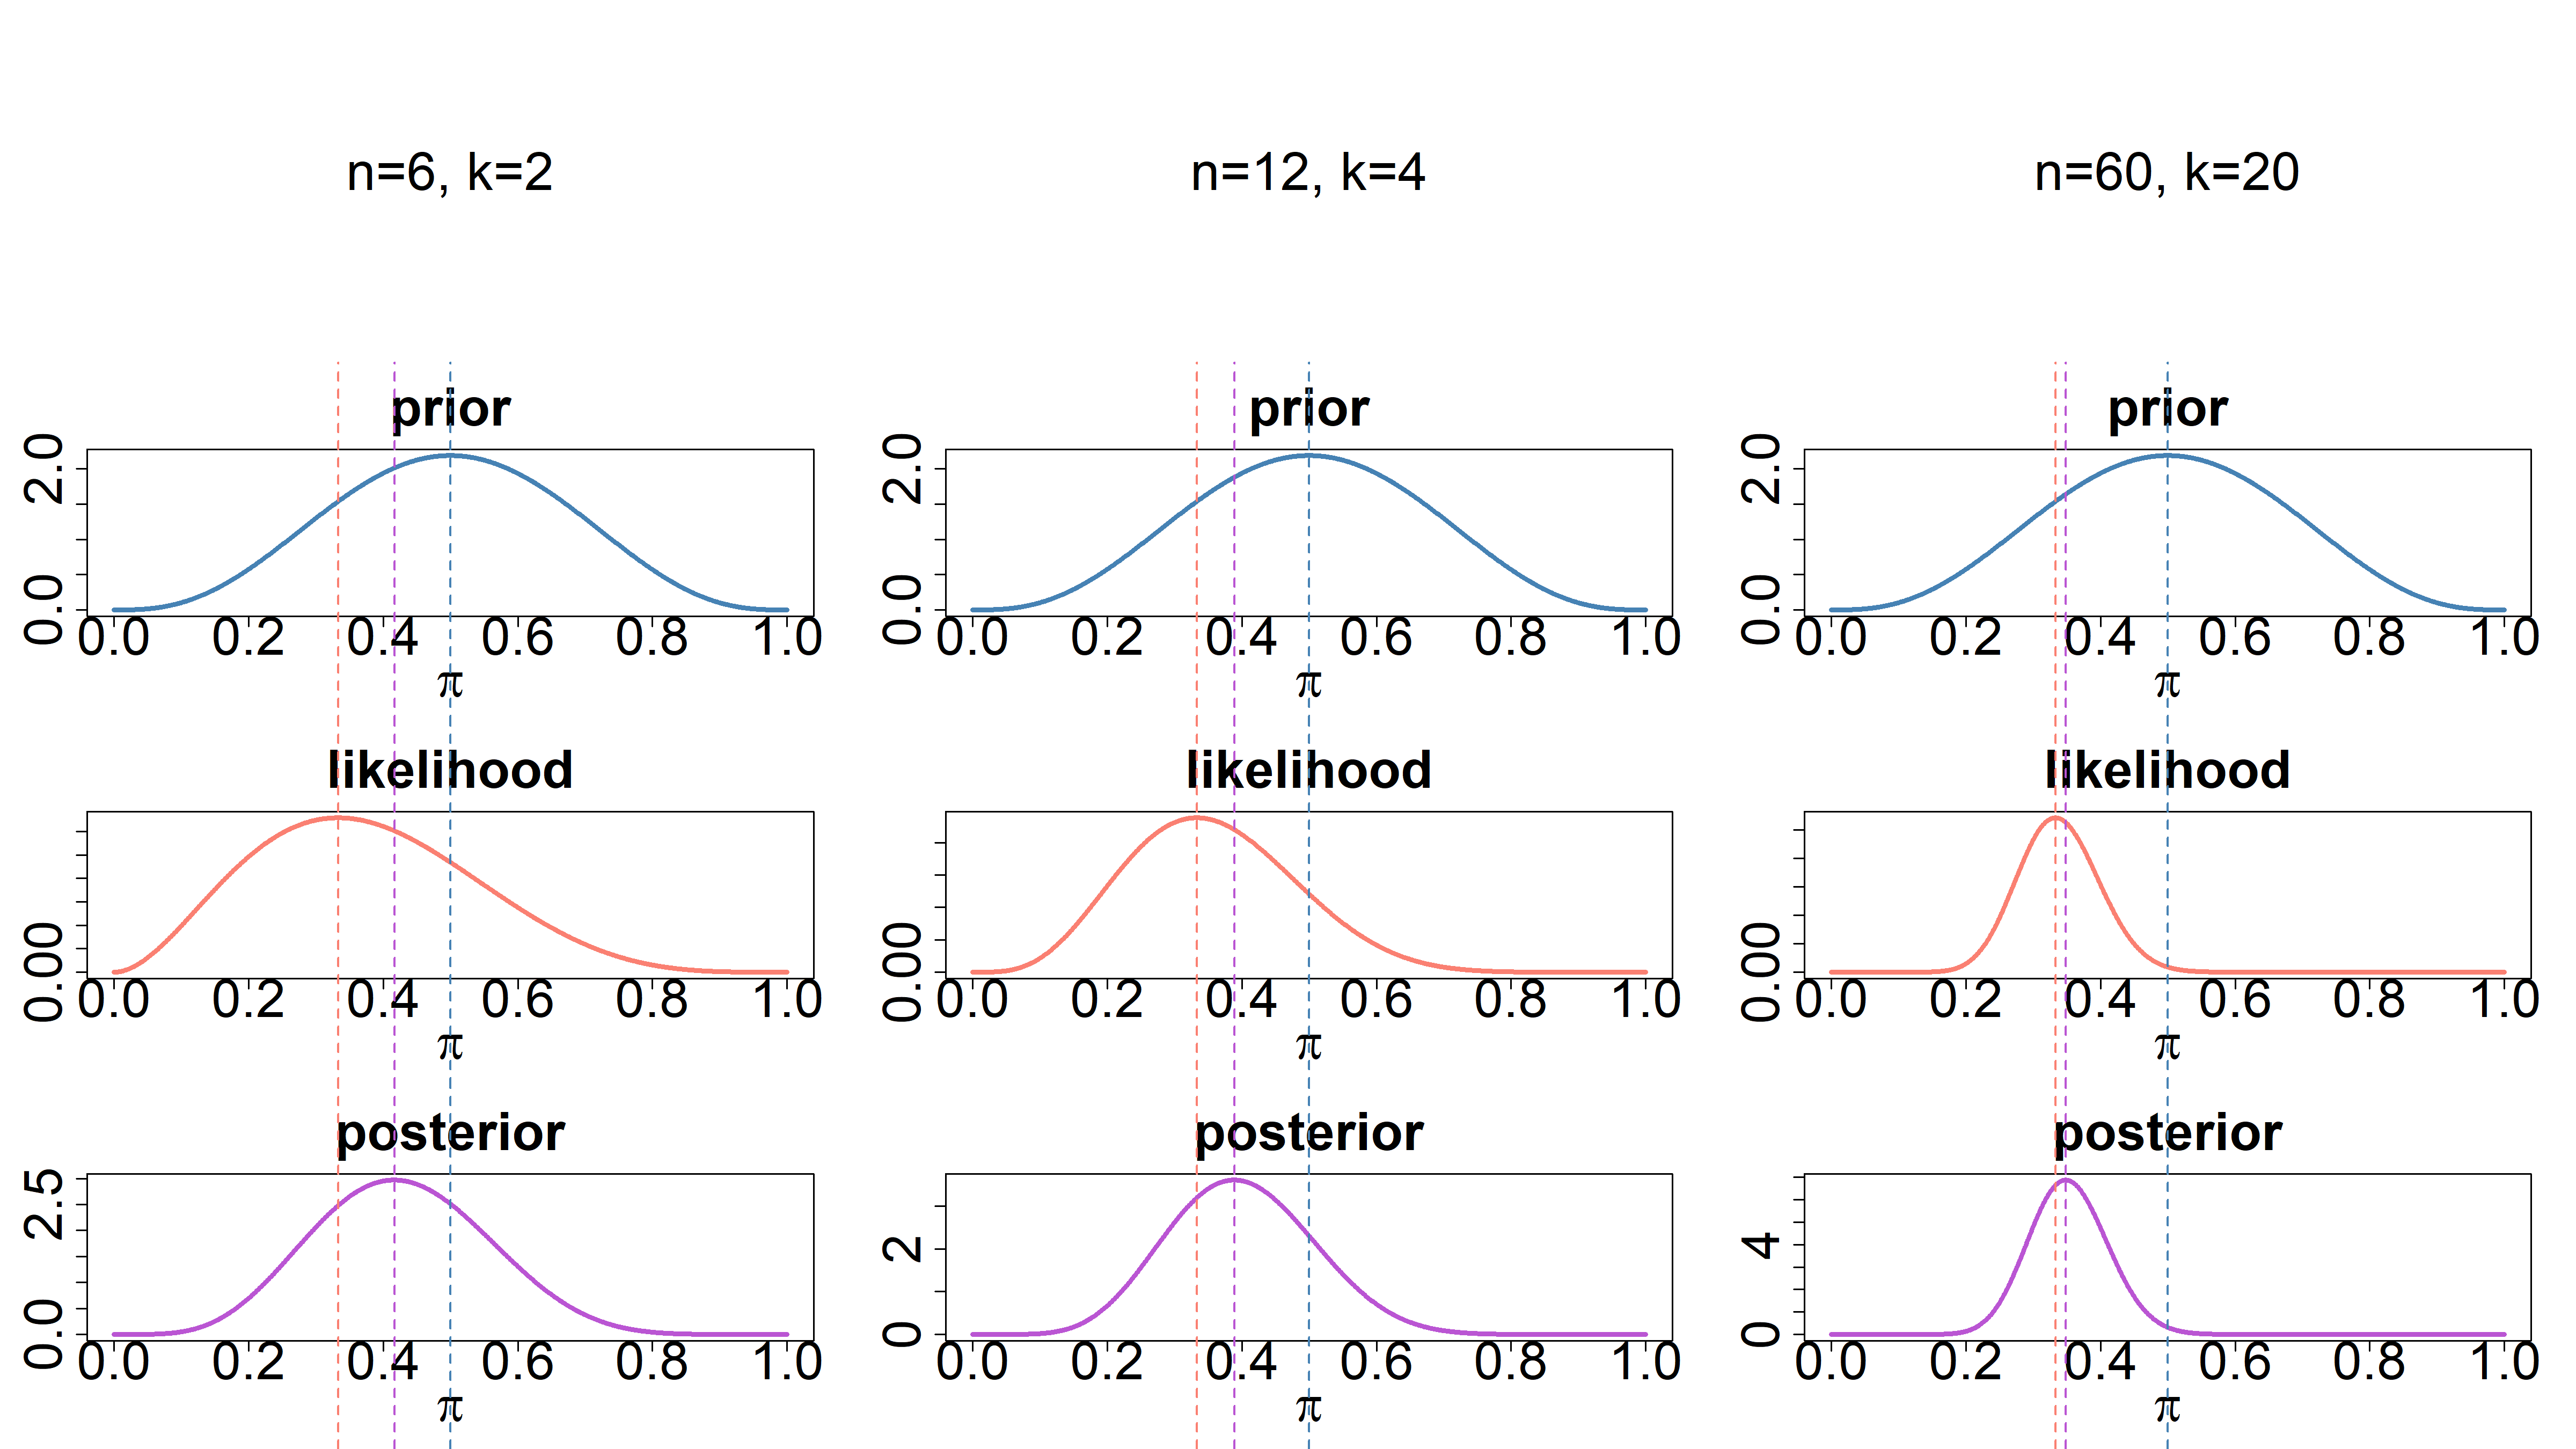 n=6, k=2 n=12, k=4 n=60, k=20
prior prior prior
2.0 2.0 2.0
0.0 0.0 0.0
0.0 0.2 0.4 0.6 0.8 1.0 0.0 0.2 0.4 0.6 0.8 1.0 0.0 0.2 0.4 0.6 0.8 1.0
π π π
likelihood likelihood likelihood
0.00 0.00 0.00
0.0 0.2 0.4 0.6 0.8 1.0 0.0 0.2 0.4 0.6 0.8 1.0 0.0 0.2 0.4 0.6 0.8 1.0
π π π
posterior posterior posterior
2.5 2 4
0.0 0 0
0.0 0.2 0.4 0.6 0.8 1.0 0.0 0.2 0.4 0.6 0.8 1.0 0.0 0.2 0.4 0.6 0.8 1.0
π π π